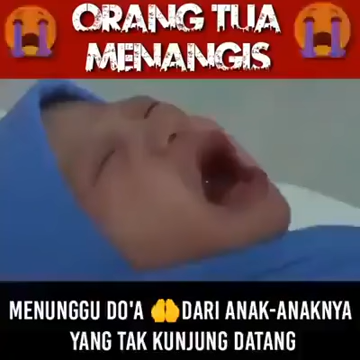 ORANG TUA
MENANGIS
MENUNGGU DO'A 🤲 DARI ANAK-ANAKNYA
YANG TAK KUNJUNG DATANG